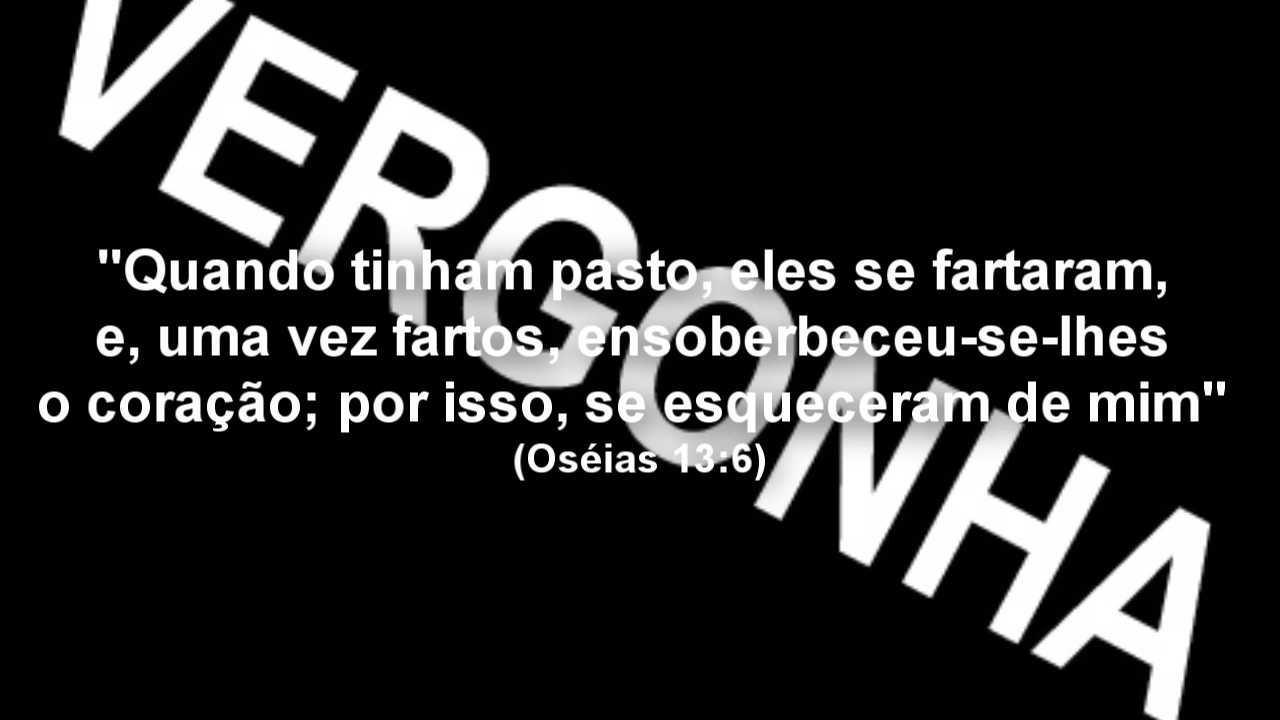 VERGONHA
"Quando tinham pasto, eles se fartaram,
e, uma vez fartos, ensoberbeceu-se-lhes
o coração; por isso, se esqueceram de mim"
(Oséias 13:6)